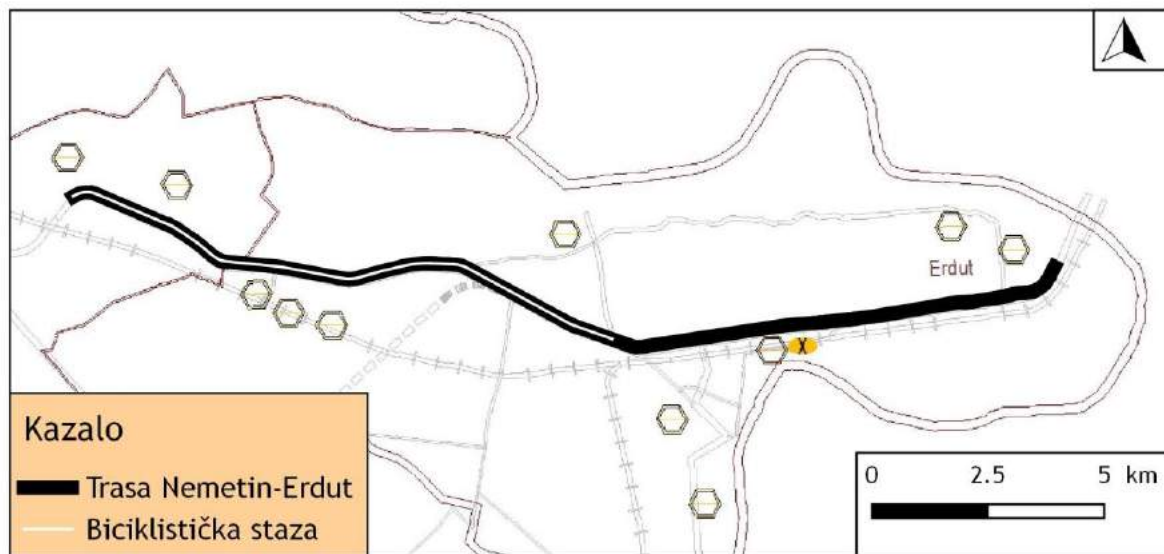 Erdut
Kazalo
Trasa Nemetin-Erdut
Biciklistička staza
0 2.5 5 km